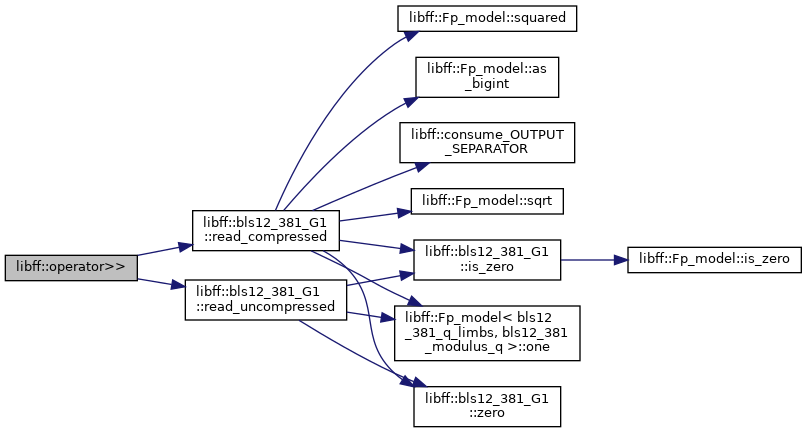 libff::Fp_model::squared
libff::Fp_model::as
_bigint
libff::consume_OUTPUT
_SEPARATOR
libff::Fp_model::sqrt
libff::bls12_381_G1
::read_compressed
libff::bls12_381_G1
::is_zero
libff::Fp_model::is_zero
libff::operator>>
libff::bls12_381_G1
::read_uncompressed
libff::Fp_model< bls12
_381_q_limbs, bls12_381
_modulus_q >::one
libff::bls12_381_G1
::zero